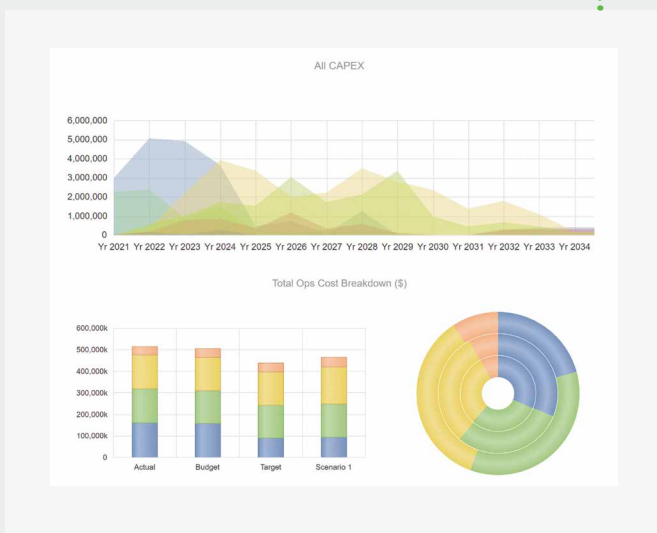 All CAPEX
6,000,000
5,000,000
4,000,000
3,000,000
2,000,000
1,000,000
0
Yr 2021 Yr 2022 Yr 2023 Yr 2024 Yr 2025 Yr 2026 Yr 2027 Yr 2028 Yr 2029 Yr 2030 Yr 2031 Yr 2032 Yr 2033 Yr 2034
Total Ops Cost Breakdown ($)
600,000k
500,000k
400,000k
300,000k
200,000k
100,000k
0
Actual Budget Target Scenario 1